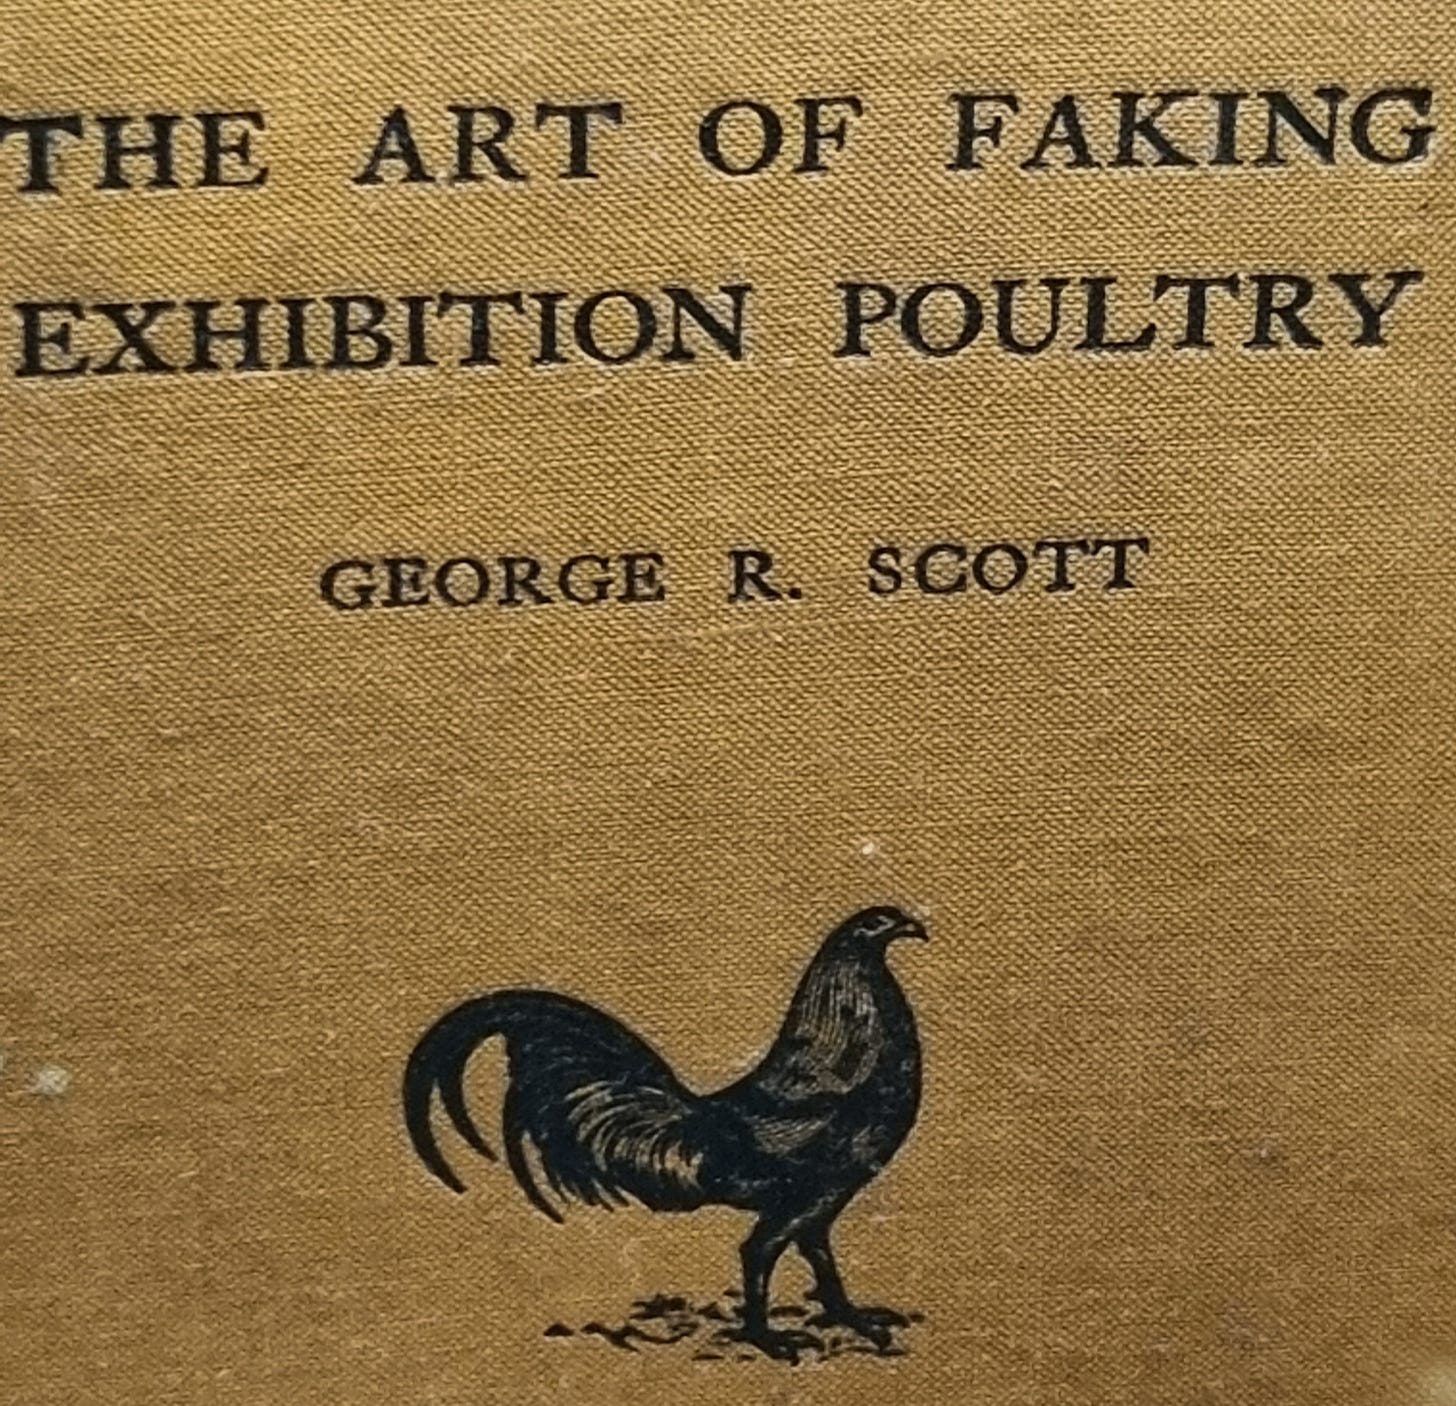 THE ART OF FAKING
EXHIBITION POULTRY
GEORGE R. SCOTT